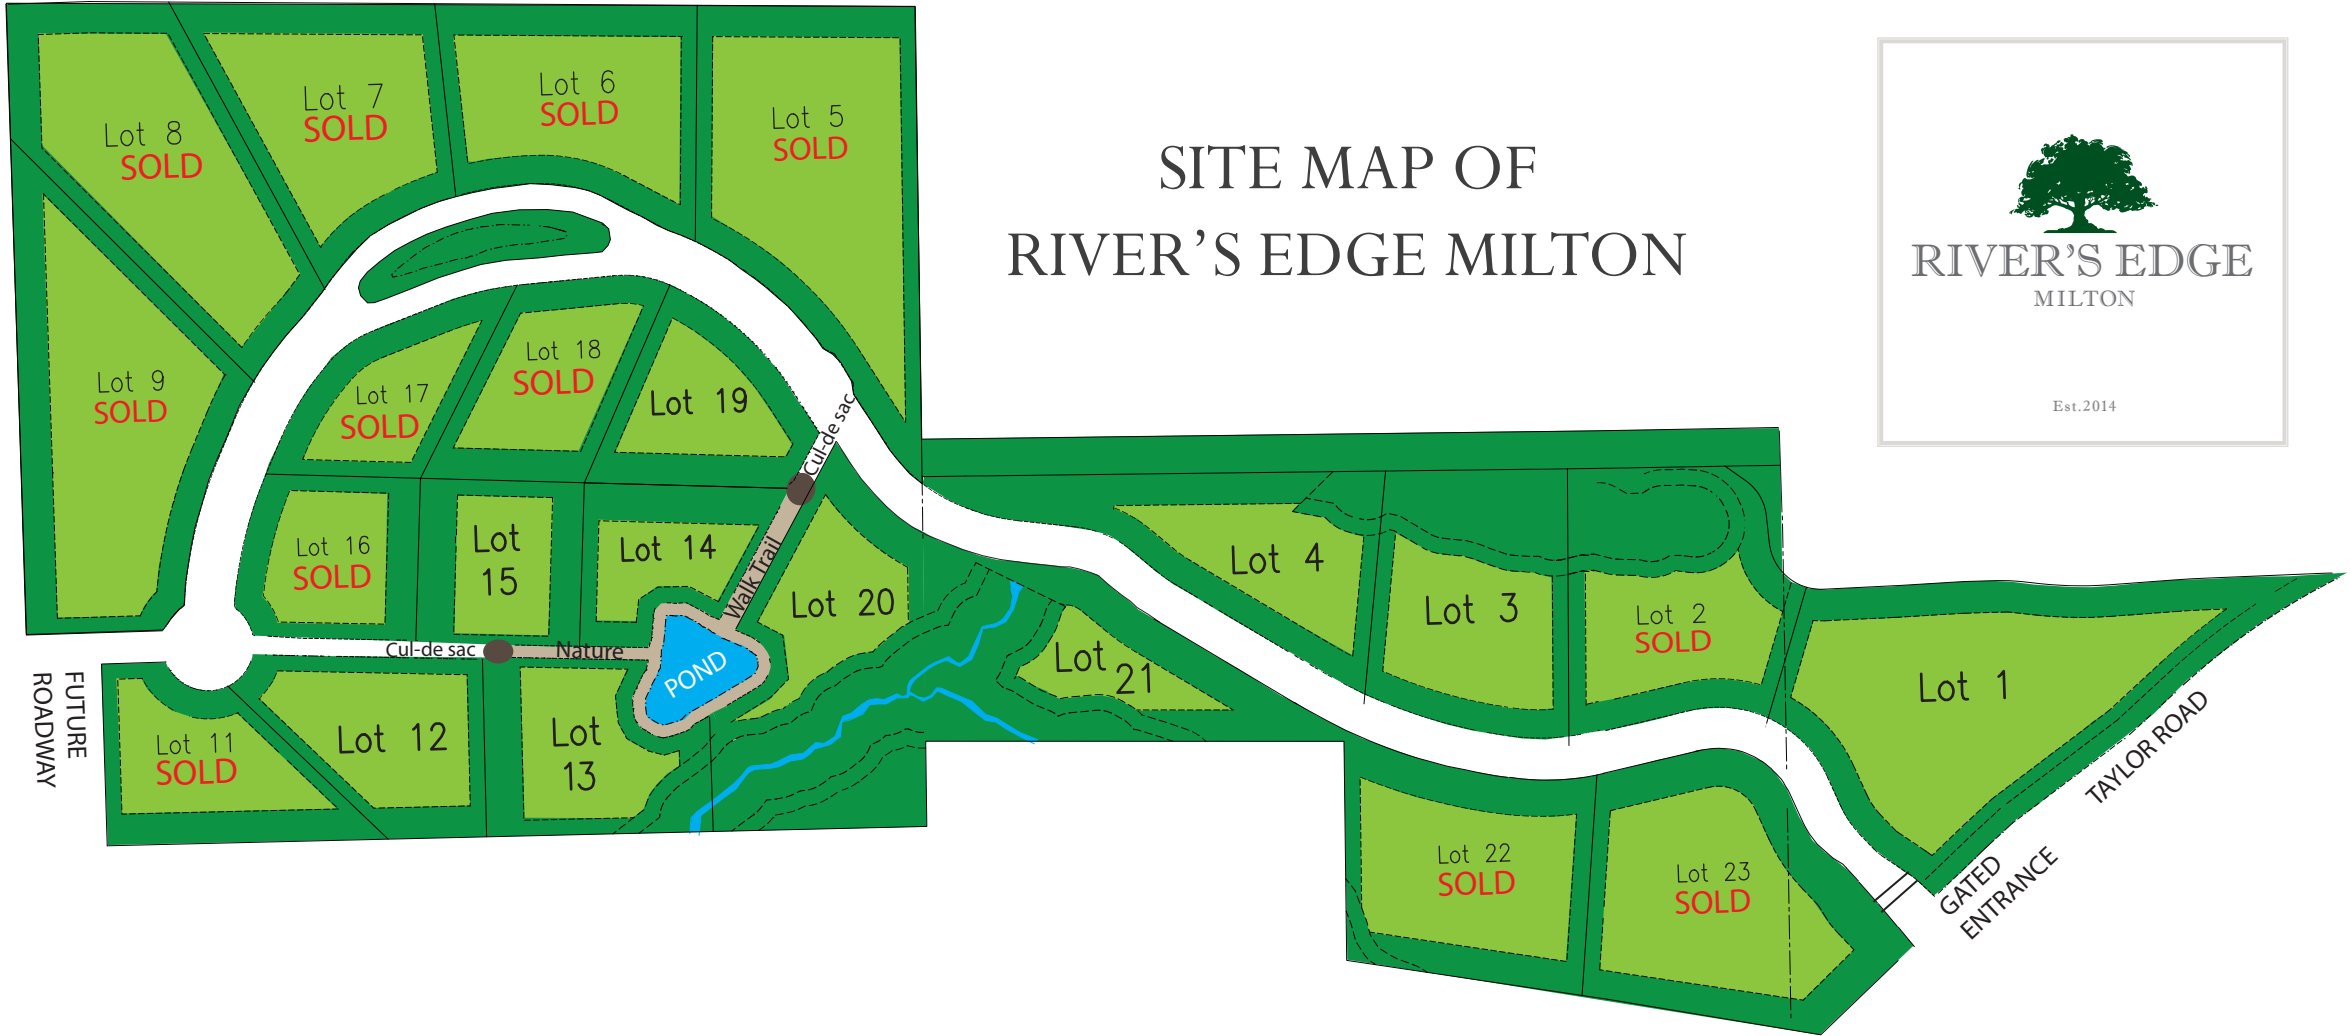 SITE MAP OF
RIVER’S EDGE MILTON
RIVER’S EDGE
MILTON
Est.2014
Lot 8
SOLD
Lot 7
SOLD
Lot 6
SOLD
Lot 5
SOLD
Lot 9
SOLD
Lot 17
SOLD
Lot 18
SOLD
Lot 19
Cul-de sac
Lot 16
SOLD
Lot
15
Lot 14
Walk Trail
Lot 20
Cul-de sac
Nature
POND
FUTURE
ROADWAY
Lot 11
SOLD
Lot 12
Lot
13
Lot
21
Lot 4
Lot 3
Lot 2
SOLD
Lot 1
TAYLOR ROAD
GATED
ENTRANCE
Lot 22
SOLD
Lot 23
SOLD